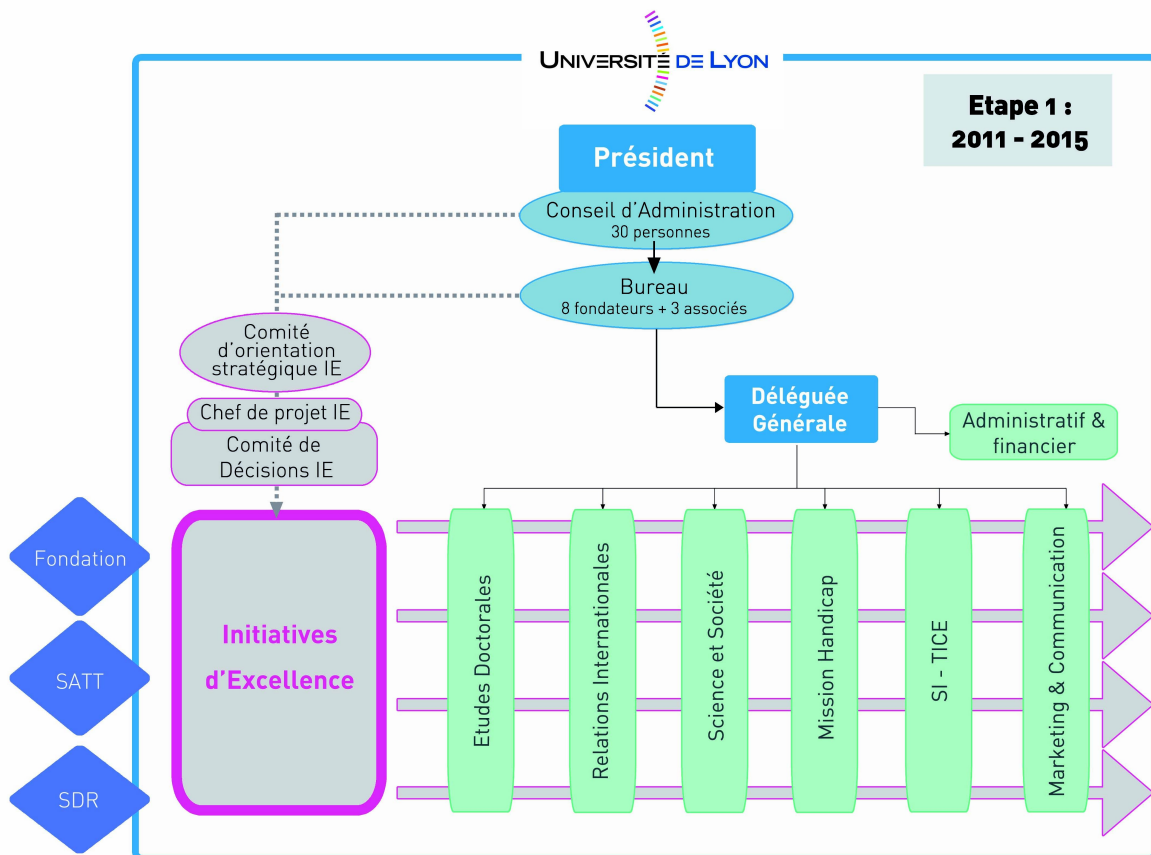 UNIVERSITÉ DE LYON
Etape 1 :
2011 - 2015
Président
Conseil d'Administration
30 personnes
Bureau
8 fondateurs + 3 associés
Comité
d'orientation
stratégique IE
Chef de projet IE
Comité de
Décisions IE
Déléguée
Générale
Administratif &
financier
Fondation
SATT
SDR
Initiatives
d'Excellence
Etudes Doctorales
Relations Internationales
Science et Société
Mission Handicap
SI - TICE
Marketing & Communication